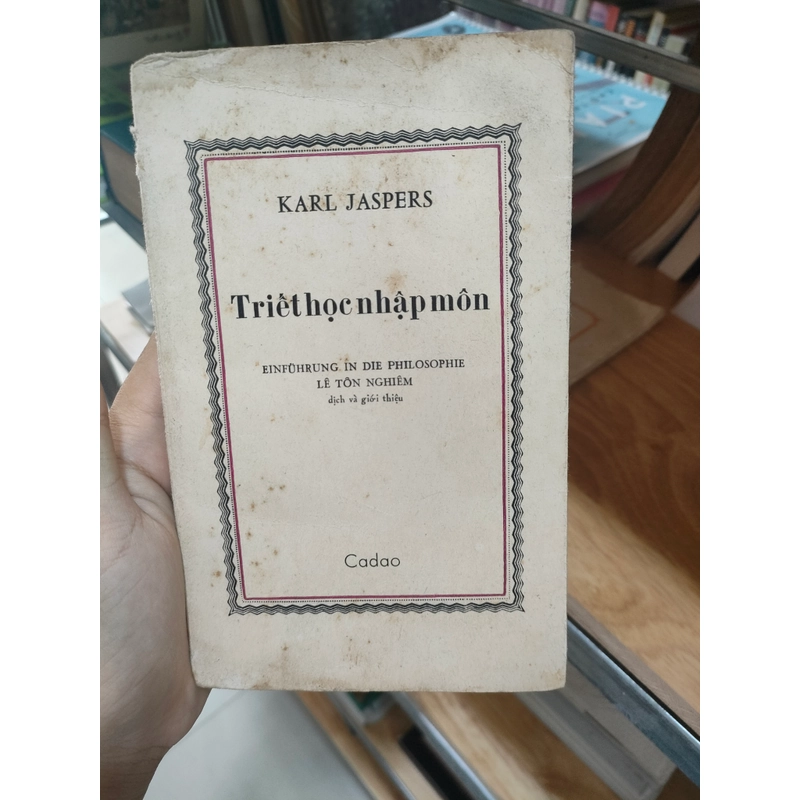 KARL JASPERS
Triết học nhập môn
EINFÜHRUNG IN DIE PHILOSOPHIE
LÊ TÔN NGHIÊM
dịch và giới thiệu
Cadao